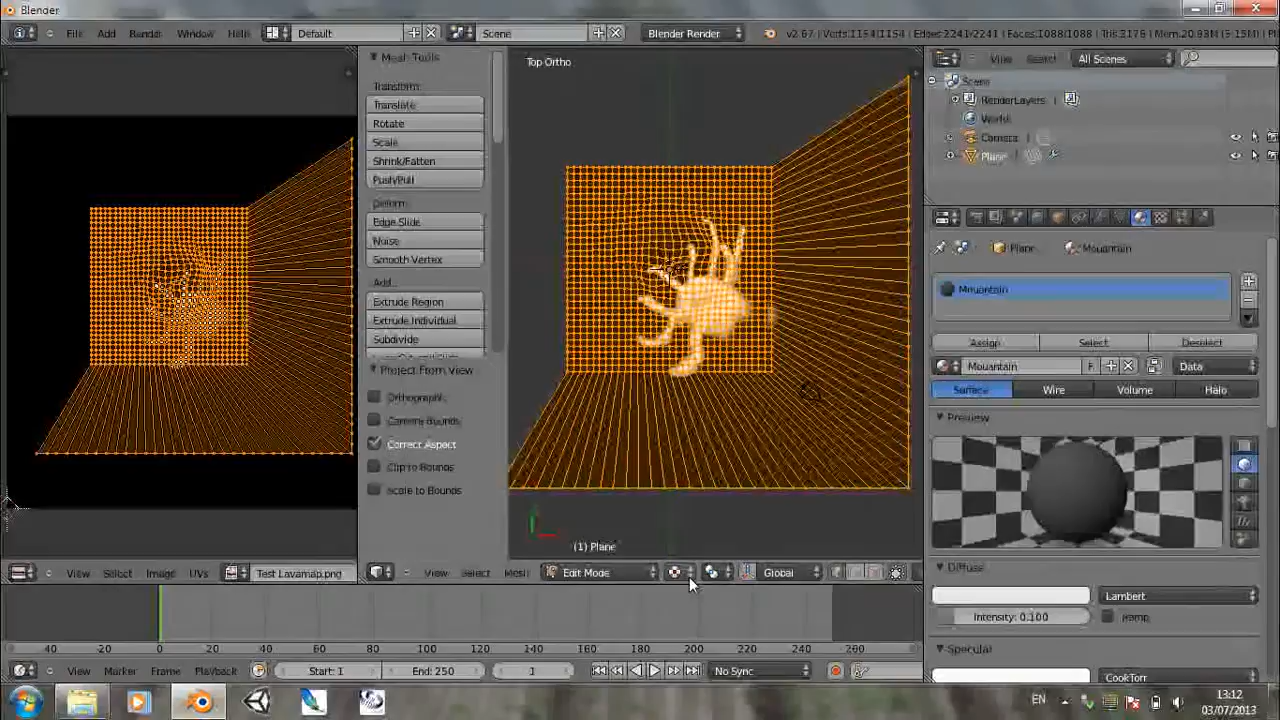 Blender
File Add Render Window Help Default Scene Blender Render v2.67 | Verts:1154/1154 | Edges:2241/2241 | Faces:1088/1088 | Tris:2176 | Mem:20.93M
Mesh Tools
Top Ortho
View Search All Scenes
Scene
Transform:
RenderLayers
Translate
World
Rotate
Camera
Scale
Plane
Shrink/Fatten
Push/Pull
Deform:
Edge Slide
Noise
Plane Mouantain
Smooth Vertex
Add:
Mouantain
Extrude Region
Extrude Individual
Subdivide
Assign Select Deselect
Project From View
Mouantain F Data
Orthographic
Surface Wire Volume Halo
Camera Bounds
Preview
Correct Aspect
Clip to Bounds
Scale to Bounds
(1) Plane
View Select Image UVs Test Lavamap.png View Select Mesh Edit Mode Global
Diffuse
Lambert
Intensity: 0.100 Ramp
-40 -20 0 20 40 60 80 100 120 140 160 180 200 220 240 260
Specular
View Marker Frame Playback Start: 1 End: 250 1 No Sync
CookTorr
EN 13:12
03/07/2013